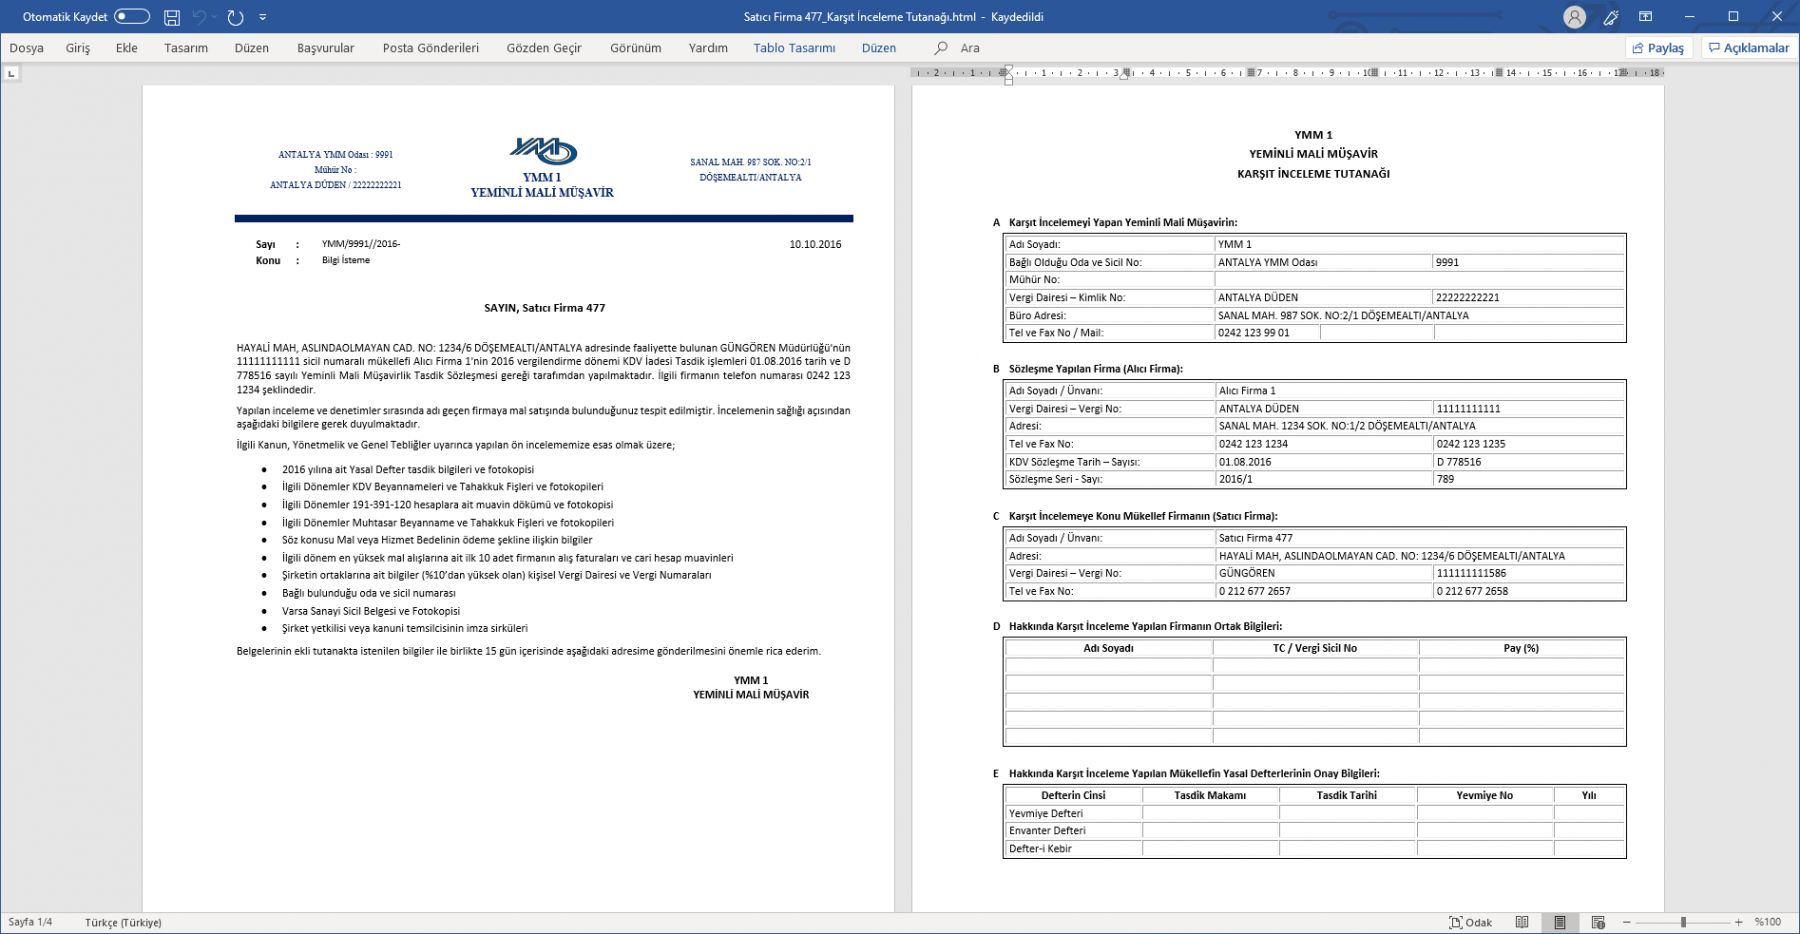 Otomatik Kaydet
Satıcı Firma 477_Karşıt İnceleme Tutanağı.html - Kaydedildi
Dosya Giriş Ekle Tasarım Düzen Başvurular Posta Gönderileri Gözden Geçir Görünüm Yardım Tablo Tasarımı Düzen Ara Paylaş Açıklamalar
ANTALYA YMM Odası : 9991
Mühür No :
ANTALYA DÜDEN / 22222222221
YMM 1
YEMİNLİ MALİ MÜŞAVİR
SANAL MAH. 987 SOK. NO:2/1
DÖŞEMEALTI/ANTALYA
Sayı : YMM/9991//2016- 10.10.2016
Konu : Bilgi İsteme
SAYIN, Satıcı Firma 477
HAYALİ MAH, ASLINDAOLMAYAN CAD. NO: 1234/6 DÖŞEMEALTI/ANTALYA adresinde faaliyette bulunan GÜNGÖREN Müdürlüğü'nün
11111111111 sicil numaralı mükellefi Alıcı Firma 1'nin 2016 vergilendirme dönemi KDV İadesi Tasdik işlemleri 01.08.2016 tarih ve D
778516 sayılı Yeminli Mali Müşavirlik Tasdik Sözleşmesi gereği tarafımdan yapılmaktadır. İlgili firmanın telefon numarası 0242 123
1234 şeklindedir.
Yapılan inceleme ve denetimler sırasında adı geçen firmaya mal satışında bulunduğunuz tespit edilmiştir. İncelemenin sağlığı açısından
aşağıdaki bilgilere gerek duyulmaktadır.
İlgili Kanun, Yönetmelik ve Genel Tebliğler uyarınca yapılan ön incelememize esas olmak üzere;
● 2016 yılına ait Yasal Defter tasdik bilgileri ve fotokopisi
● İlgili Dönemler KDV Beyannameleri ve Tahakkuk Fişleri ve fotokopileri
● İlgili Dönemler 191-391-120 hesaplara ait muavin dökümü ve fotokopisi
● İlgili Dönemler Muhtasar Beyanname ve Tahakkuk Fişleri ve fotokopileri
● Söz konusu Mal veya Hizmet Bedelinin ödeme şekline ilişkin bilgiler
● İlgili dönem en yüksek mal alışlarına ait ilk 10 adet firmanın alış faturaları ve cari hesap muavinleri
● Şirketin ortaklarına ait bilgiler (%10'dan yüksek olan) kişisel Vergi Dairesi ve Vergi Numaraları
● Bağlı bulunduğu oda ve sicil numarası
● Varsa Sanayi Sicil Belgesi ve Fotokopisi
● Şirket yetkilisi veya kanuni temsilcisinin imza sirküleri
Belgelerinin ekli tutanakta istenilen bilgiler ile birlikte 15 gün içerisinde aşağıdaki adresime gönderilmesini önemle rica ederim.
YMM 1
YEMİNLİ MALİ MÜŞAVİR
2 1 1 2 3 4 5 6 7 8 9 10 11 12 13 14 15 16 17 18
YMM 1
YEMİNLİ MALİ MÜŞAVİR
KARŞIT İNCELEME TUTANAĞI
A Karşıt İncelemeyi Yapan Yeminli Mali Müşavirin:
Adı Soyadı: YMM 1
Bağlı Olduğu Oda ve Sicil No: ANTALYA YMM Odası 9991
Mühür No:
Vergi Dairesi – Kimlik No: ANTALYA DÜDEN 22222222221
Büro Adresi: SANAL MAH. 987 SOK. NO:2/1 DÖŞEMEALTI/ANTALYA
Tel ve Fax No / Mail: 0242 123 99 01
B Sözleşme Yapılan Firma (Alıcı Firma):
Adı Soyadı / Ünvanı: Alıcı Firma 1
Vergi Dairesi – Vergi No: ANTALYA DÜDEN 11111111111
Adresi: SANAL MAH. 1234 SOK. NO:1/2 DÖŞEMEALTI/ANTALYA
Tel ve Fax No: 0242 123 1234 0242 123 1235
KDV Sözleşme Tarih – Sayısı: 01.08.2016 D 778516
Sözleşme Seri - Sayı: 2016/1 789
C Karşıt İncelemeye Konu Mükellef Firmanın (Satıcı Firma):
Adı Soyadı / Ünvanı: Satıcı Firma 477
Adresi: HAYALİ MAH, ASLINDAOLMAYAN CAD. NO: 1234/6 DÖŞEMEALTI/ANTALYA
Vergi Dairesi – Vergi No: GÜNGÖREN 111111111586
Tel ve Fax No: 0 212 677 2657 0 212 677 2658
D Hakkında Karşıt İnceleme Yapılan Firmanın Ortak Bilgileri:
Adı Soyadı TC / Vergi Sicil No Pay (%)
E Hakkında Karşıt İnceleme Yapılan Mükellefin Yasal Defterlerinin Onay Bilgileri:
Defterin Cinsi Tasdik Makamı Tasdik Tarihi Yevmiye No Yılı
Yevmiye Defteri
Envanter Defteri
Defter-i Kebir
Sayfa 1/4 Türkçe (Türkiye) Odak %100